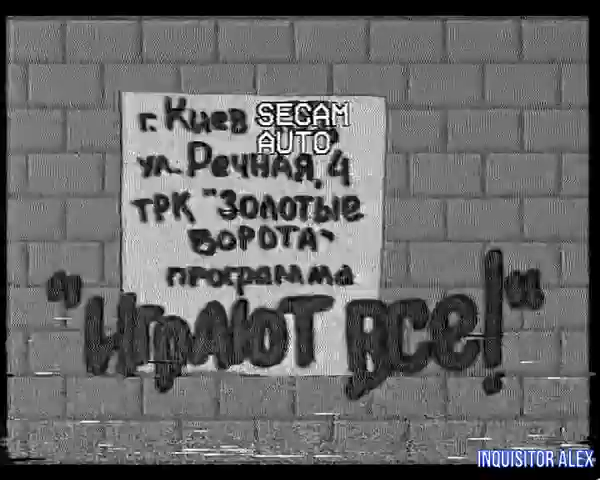 г. Киев
SECAM
AUTO
ул. Речная, 4
ТРК "ЗОЛОТЫЕ
ВОРОТА"
программа
"ИГРАЮТ ВСЕ!"
INQUISITOR ALEX